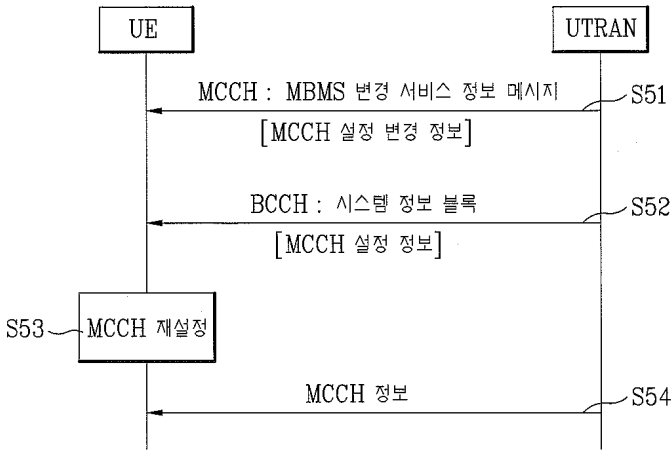 UE
UTRAN
MCCH : MBMS 변경 서비스 정보 메시지
S51
[MCCH 설정 변경 정보]
BCCH : 시스템 정보 블록
S52
[MCCH 설정 정보]
S53
MCCH 재설정
MCCH 정보
S54